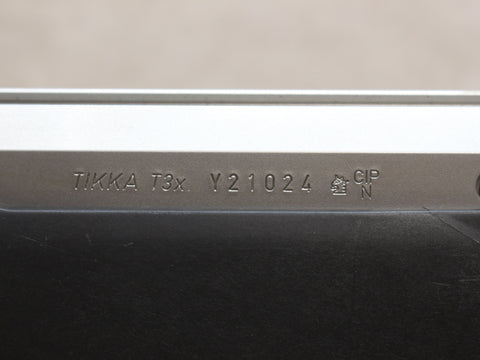 TIKKA T3x Y21024 CIP
N